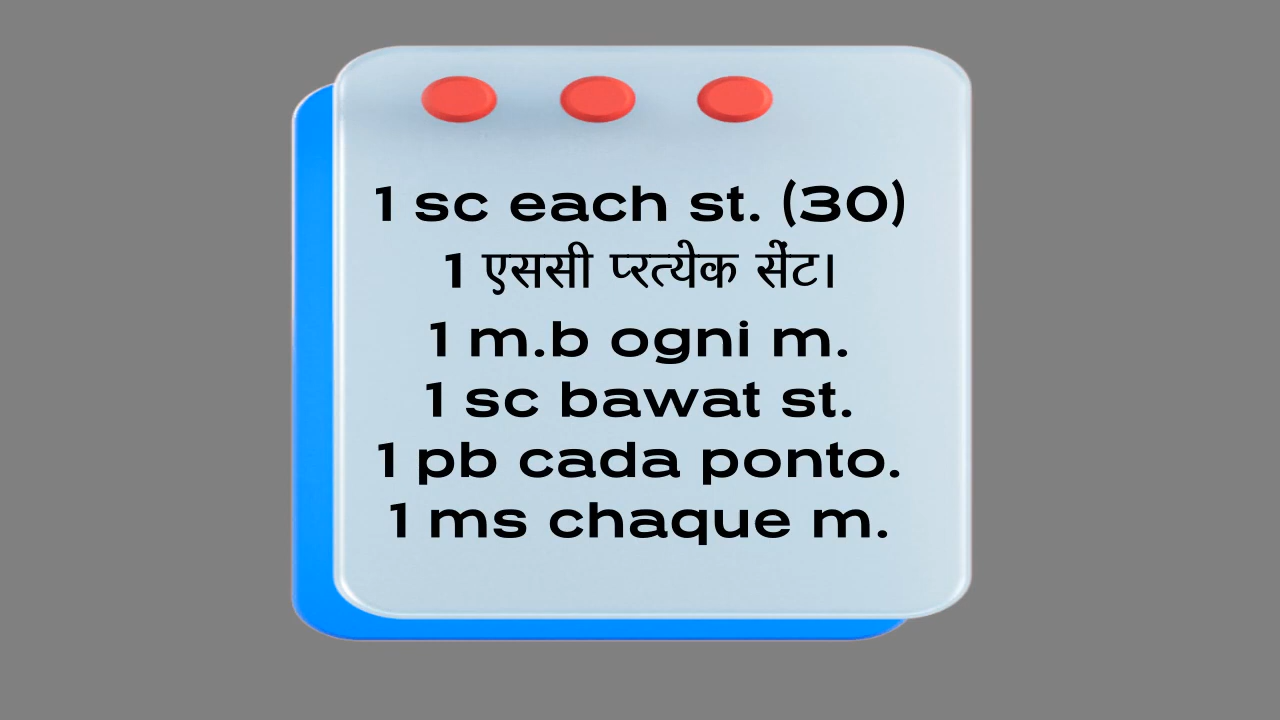 1 sc each st. (30)
1 एससी प्रत्येक सेंट।
1 m.b ogni m.
1 sc bawat st.
1 pb cada ponto.
1 ms chaque m.